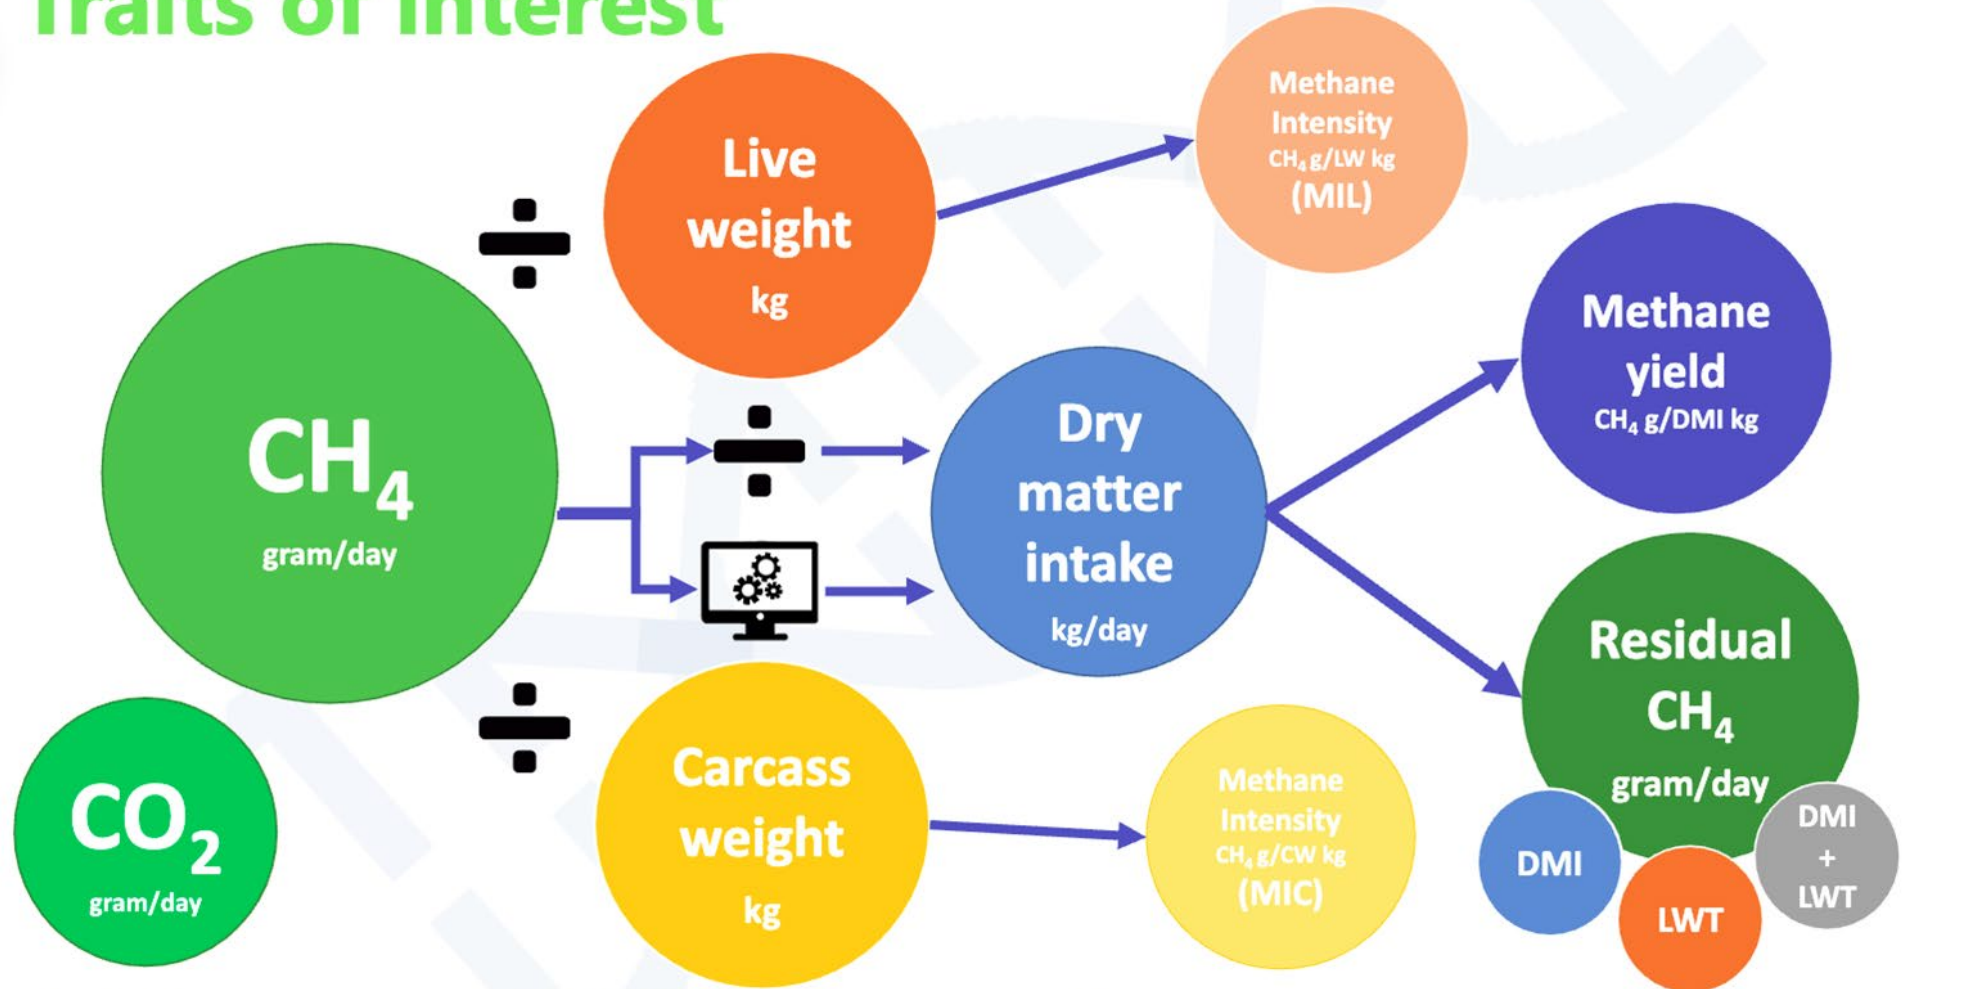 Traits of interest
Live
weight
kg
Methane
Intensity
CH₄ g/LW kg
(MIL)
CH₄
gram/day
Dry
matter
intake
kg/day
Methane
yield
CH₄ g/DMI kg
Residual
CH₄
gram/day
DMI
LWT
DMI
+
LWT
CO₂
gram/day
Carcass
weight
kg
Methane
Intensity
CH₄ g/CW kg
(MIC)